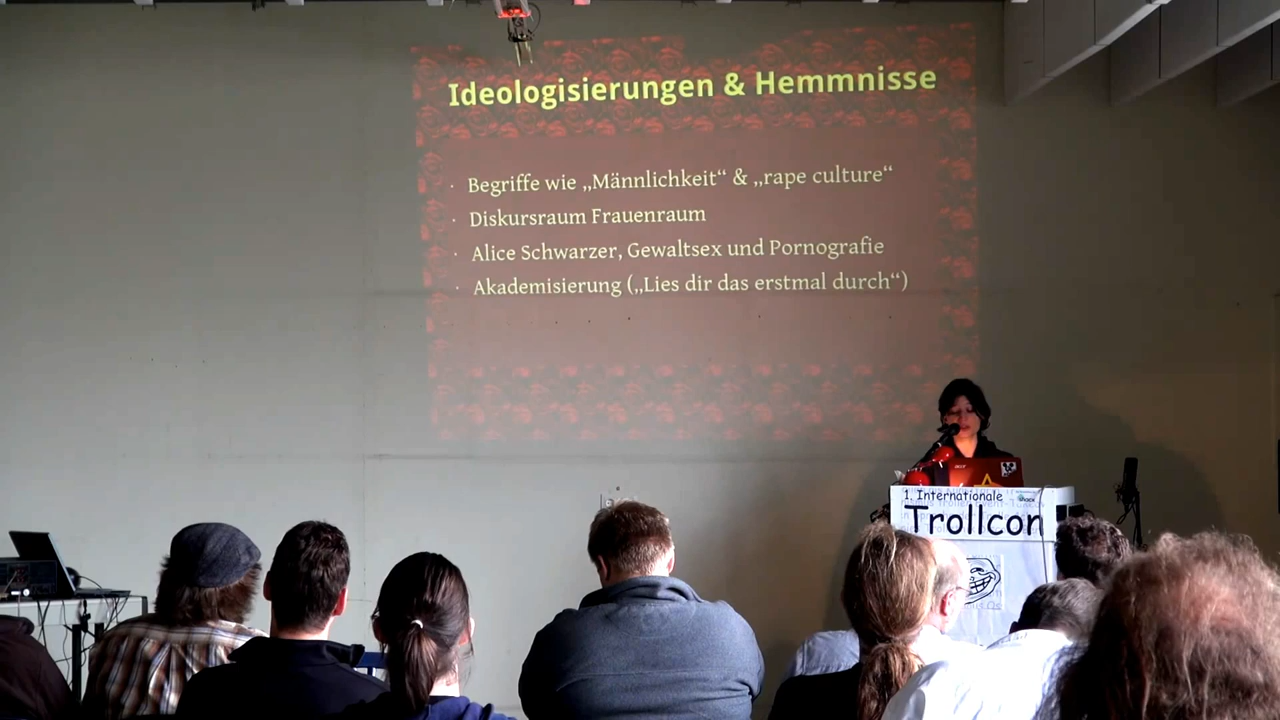 Ideologisierungen & Hemmnisse
· Begriffe wie „Männlichkeit“ & „rape culture“
· Diskursraum Frauenraum
· Alice Schwarzer, Gewaltsex und Pornografie
· Akademisierung („Lies dir das erstmal durch“)
acer
1. Internationale
Trollcon